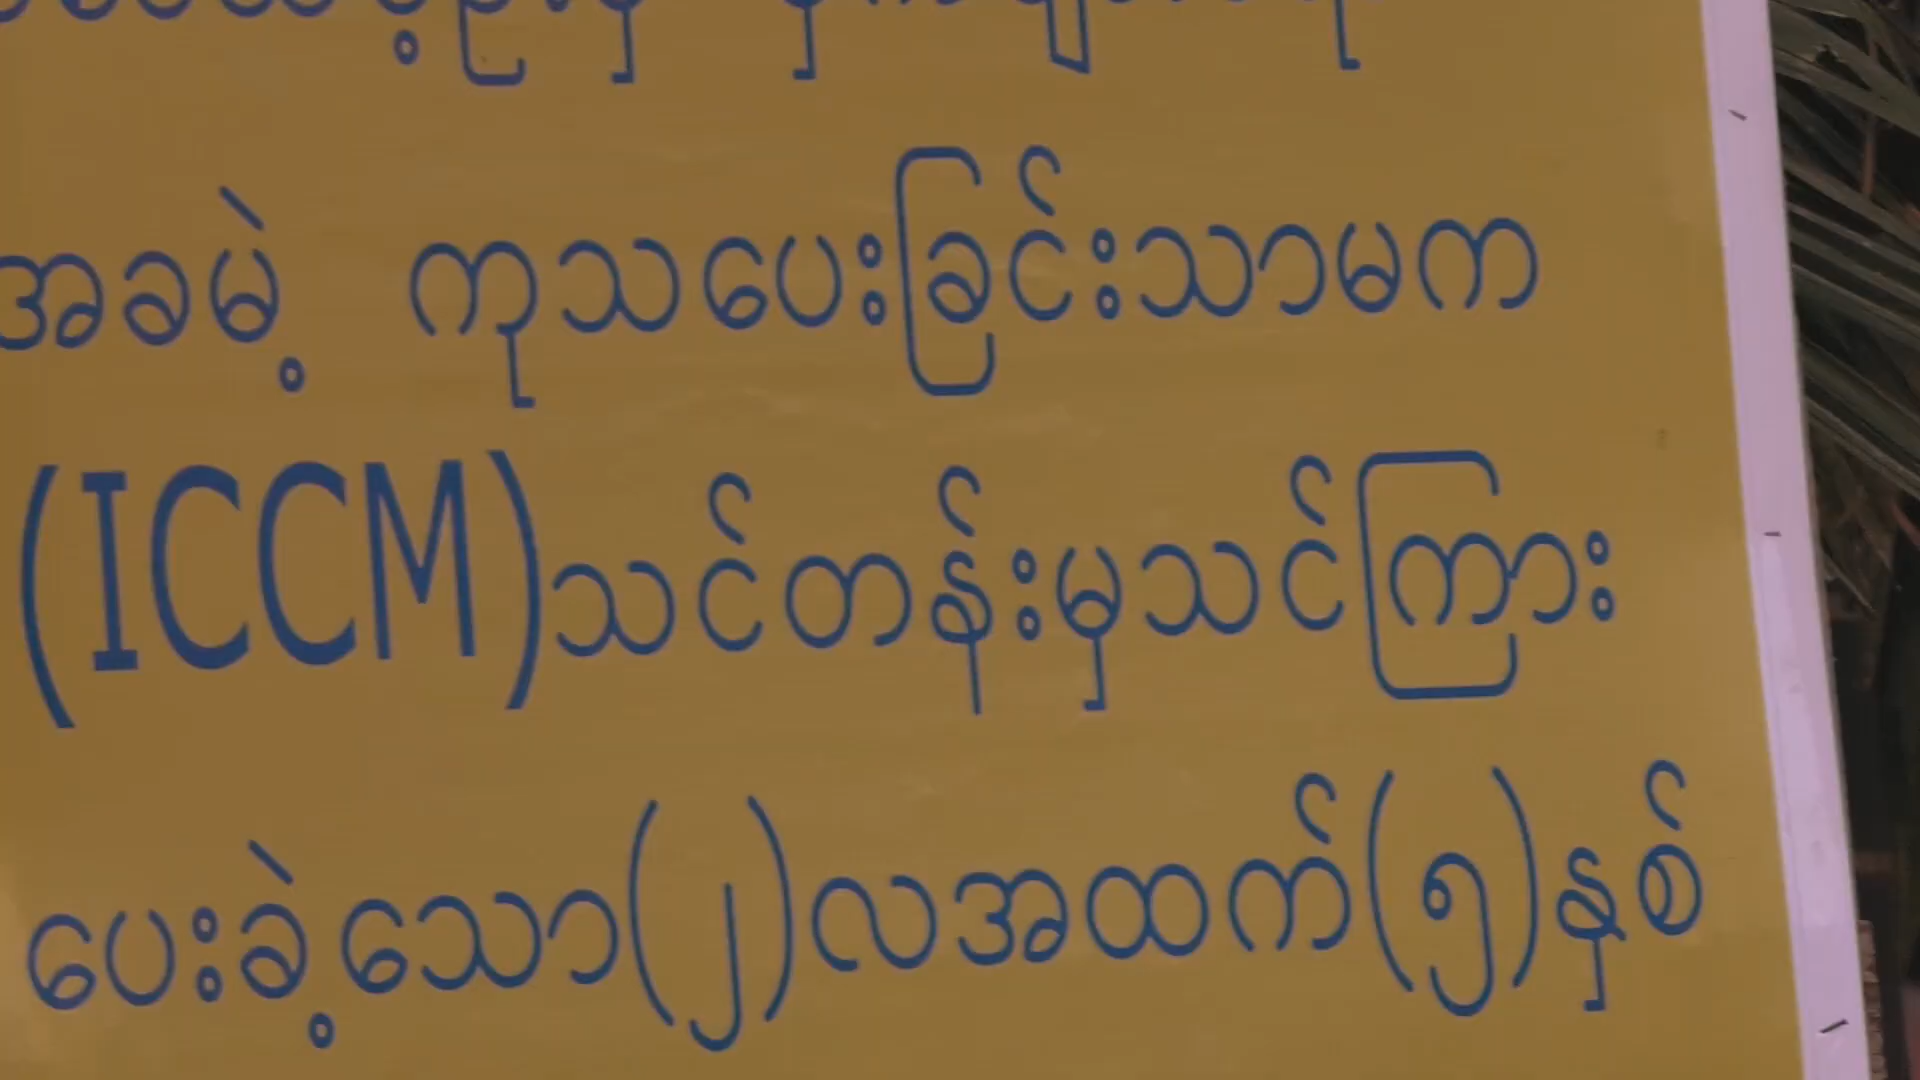 အခမဲ့ ကုသပေးခြင်းသာမက
(ICCM)သင်တန်းမှသင်ကြား
ပေးခဲ့သော(၂)လအထက်(၅)နှစ်